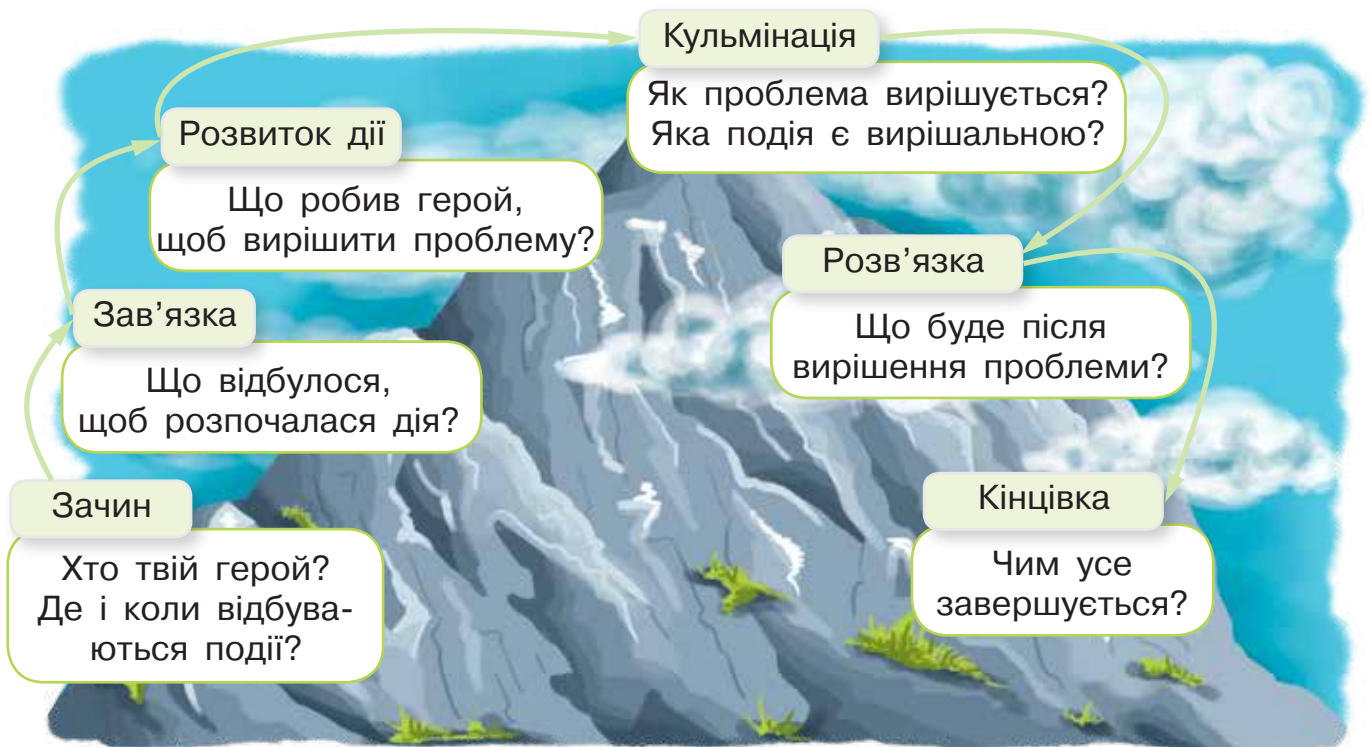 Зачин
Хто твій герой?
Де і коли відбува-
ються події?
Зав’язка
Що відбулося,
щоб розпочалася дія?
Розвиток дії
Що робив герой,
щоб вирішити проблему?
Кульмінація
Як проблема вирішується?
Яка подія є вирішальною?
Розв’язка
Що буде після
вирішення проблеми?
Кінцівка
Чим усе
завершується?